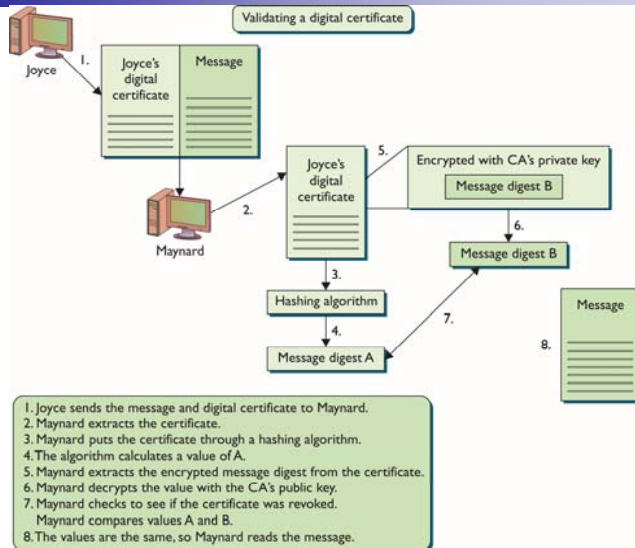 Validating a digital certificate
Joyce
1.
Joyce's
digital
certificate
Message
Maynard
2.
Joyce's
digital
certificate
5.
Encrypted with CA's private key
Message digest B
6.
Message digest B
3.
Hashing algorithm
4.
Message digest A
7.
8.
Message
1. Joyce sends the message and digital certificate to Maynard.
2. Maynard extracts the certificate.
3. Maynard puts the certificate through a hashing algorithm.
4. The algorithm calculates a value of A.
5. Maynard extracts the encrypted message digest from the certificate.
6. Maynard decrypts the value with the CA's public key.
7. Maynard checks to see if the certificate was revoked.
Maynard compares values A and B.
8. The values are the same, so Maynard reads the message.